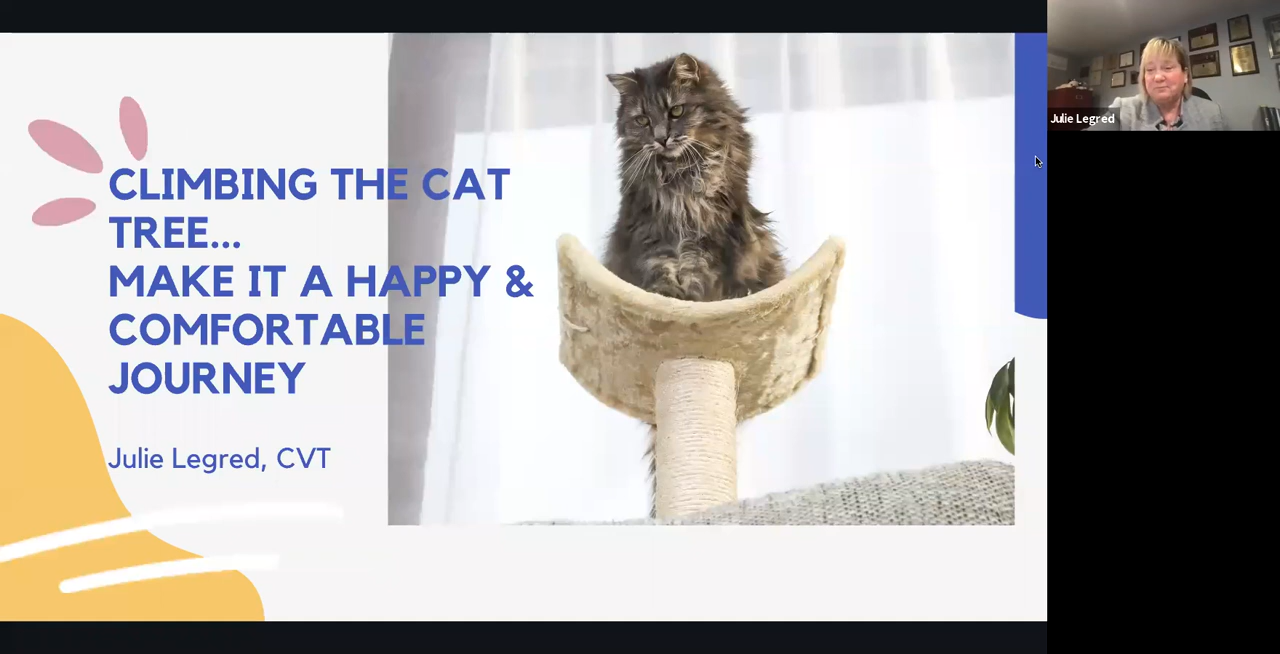 CLIMBING THE CAT
TREE...
MAKE IT A HAPPY &
COMFORTABLE
JOURNEY
Julie Legred, CVT
Julie Legred